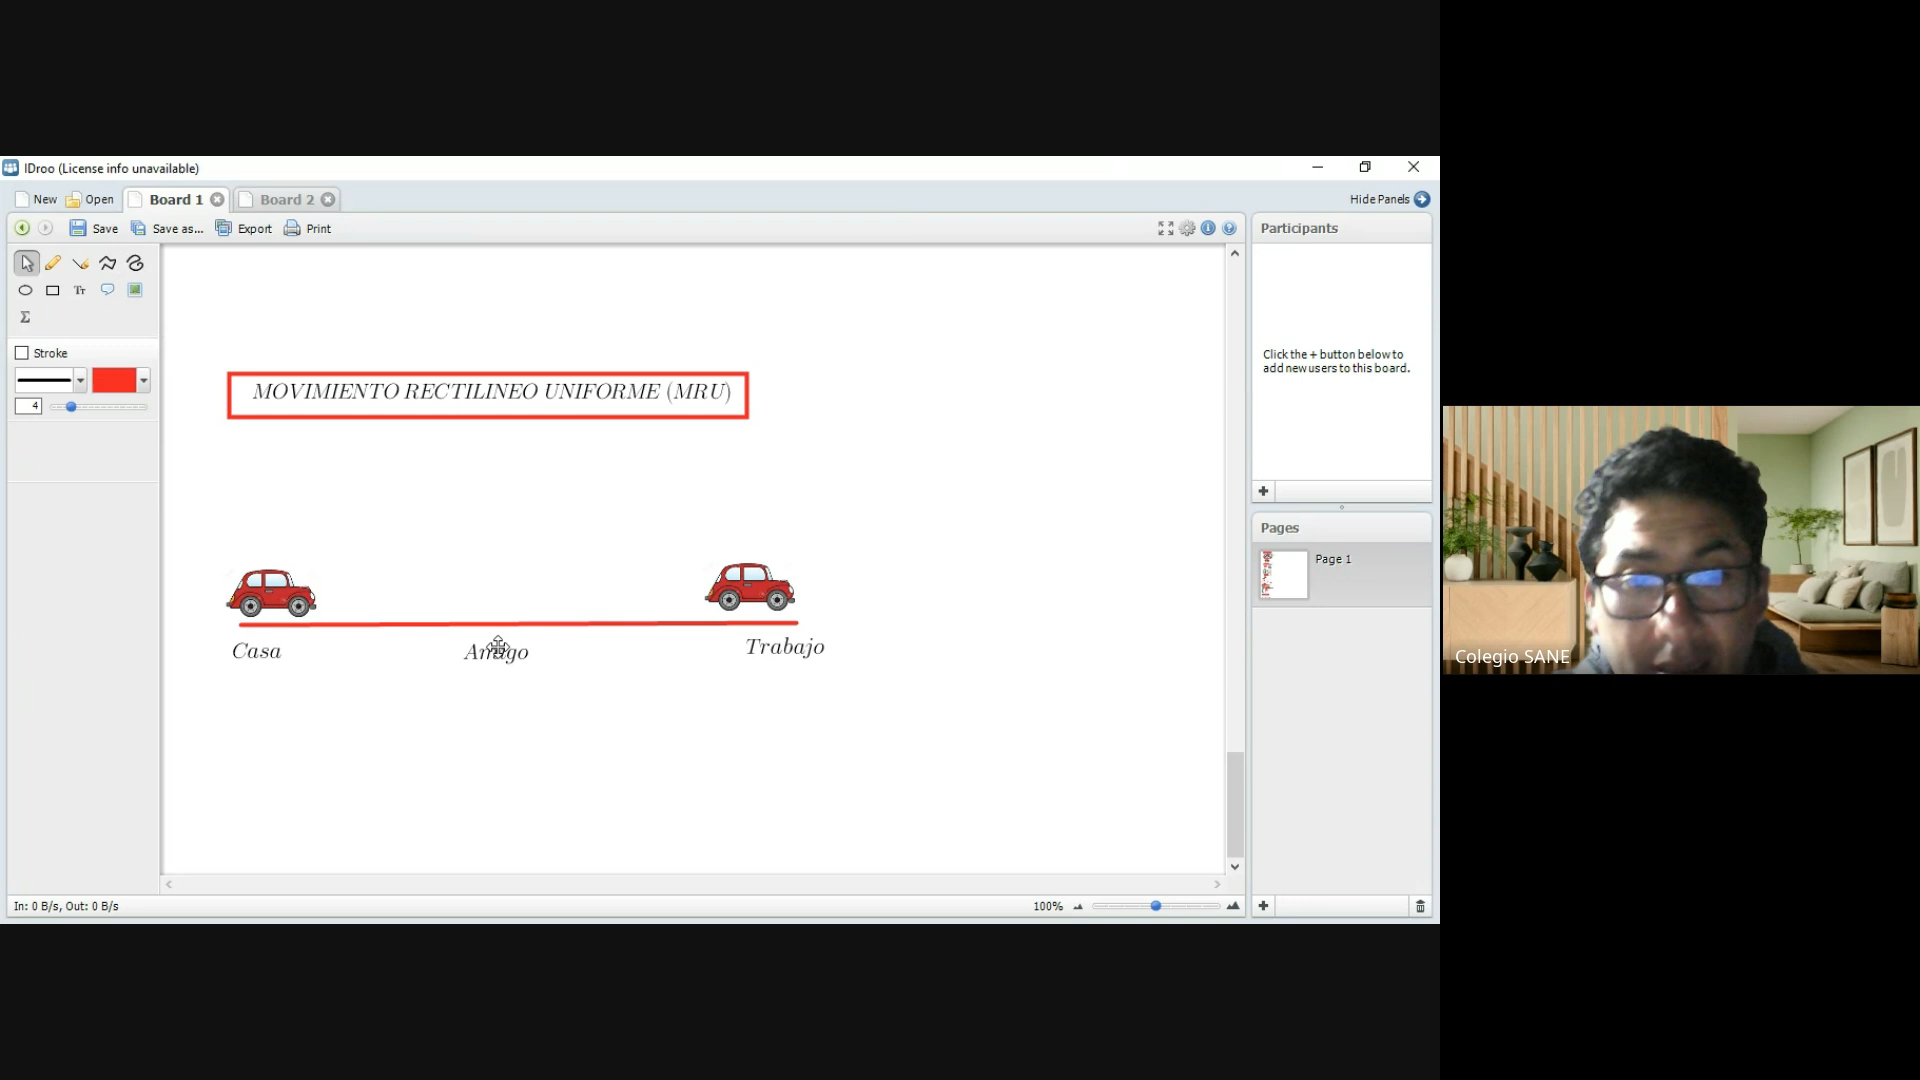 IDroo (License info unavailable)
New Open Board 1 Board 2 Hide Panels
Save Save as... Export Print
Participants
Stroke
4
Click the + button below to
add new users to this board.
MOVIMIENTO RECTILINEO UNIFORME (MRU)
Pages
Page 1
Casa Amigo Trabajo
Colegio SANE
In: 0 B/s, Out: 0 B/s
100%